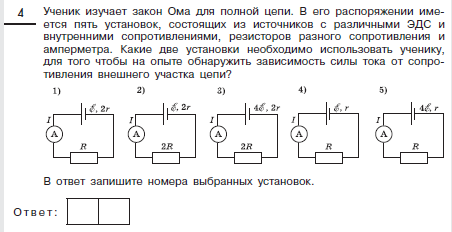 4 Ученик изучает закон Ома для полной цепи. В его распоряжении име-
ется пять установок, состоящих из источников с различными ЭДС и
внутренними сопротивлениями, резисторов разного сопротивления и
амперметра. Какие две установки необходимо использовать ученику,
для того чтобы на опыте обнаружить зависимость силы тока от сопро-
тивления внешнего участка цепи?
1) 2) 3) 4) 5)
ℰ, 2r ℰ, 2r 4ℰ, 2r ℰ, r 4ℰ, r
I I I I I
A A A A A
R 2R 2R R R
В ответ запишите номера выбранных установок.
Ответ: